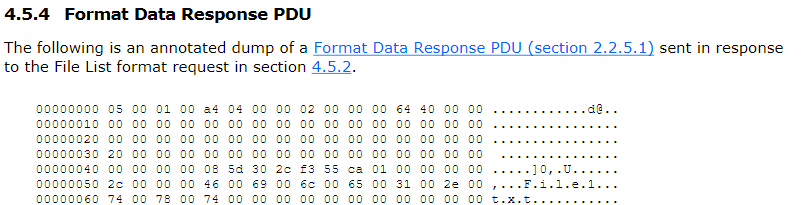 4.5.4 Format Data Response PDU
The following is an annotated dump of a Format Data Response PDU (section 2.2.5.1) sent in response
to the File List format request in section 4.5.2.
00000000 05 00 01 00 a4 04 00 00 02 00 00 00 64 40 00 00 ............d@..
00000010 00 00 00 00 00 00 00 00 00 00 00 00 00 00 00 00 ................
00000020 00 00 00 00 00 00 00 00 00 00 00 00 00 00 00 00 ................
00000030 20 00 00 00 00 00 00 00 00 00 00 00 00 00 00 00  ...............
00000040 00 00 00 00 08 5d 30 2c f3 55 ca 01 00 00 00 00 .....]0,.U......
00000050 2c 00 00 00 46 00 69 00 6c 00 65 00 31 00 2e 00 ,...F.i.l.e.1...
00000060 74 00 78 00 74 00 00 00 00 00 00 00 00 00 00 00 t.x.t...........